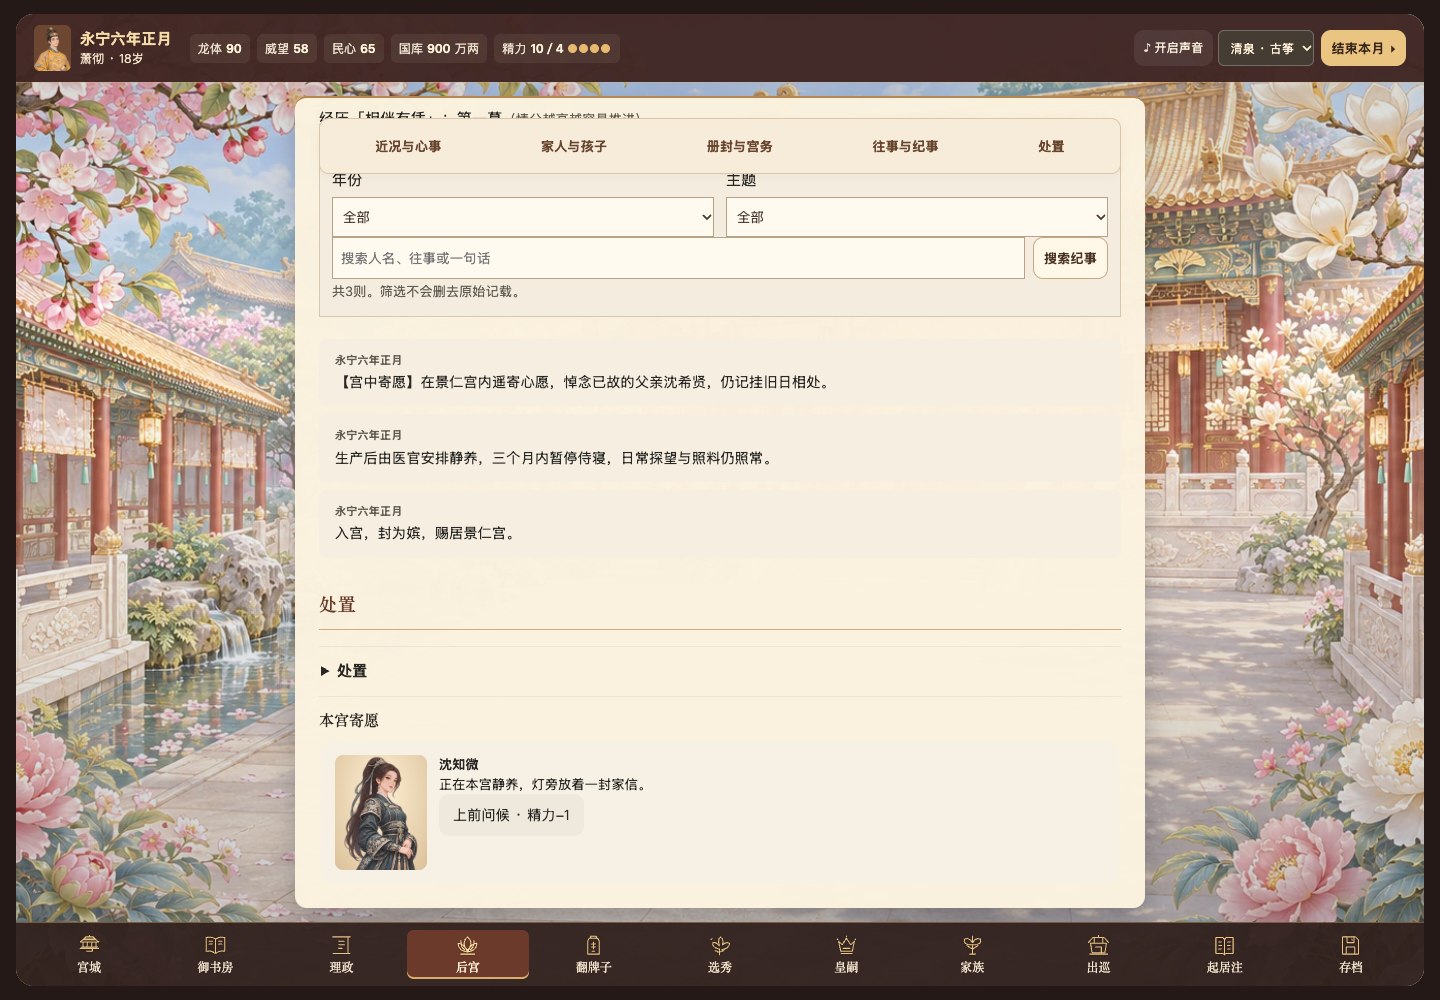 永宁六年正月
萧彻 · 18岁
龙体 90
威望 58
民心 65
国库 900 万两
精力 10 / 4
♪ 开启声音
清泉 · 古筝
结束本月
近况与心事
家人与孩子
册封与宫务
往事与纪事
处置
年份
主题
全部
全部
搜索人名、往事或一句话
搜索纪事
共3则。筛选不会删去原始记载。
永宁六年正月
【宫中寄愿】在景仁宫内遥寄心愿，悼念已故的父亲沈希贤，仍记挂旧日相处。
永宁六年正月
生产后由医官安排静养，三个月内暂停侍寝，日常探望与照料仍照常。
永宁六年正月
入宫，封为嫔，赐居景仁宫。
处置
▶ 处置
本宫寄愿
沈知微
正在本宫静养，灯旁放着一封家信。
上前问候 · 精力−1
宫城
御书房
理政
后宫
翻牌子
选秀
皇嗣
家族
出巡
起居注
存档